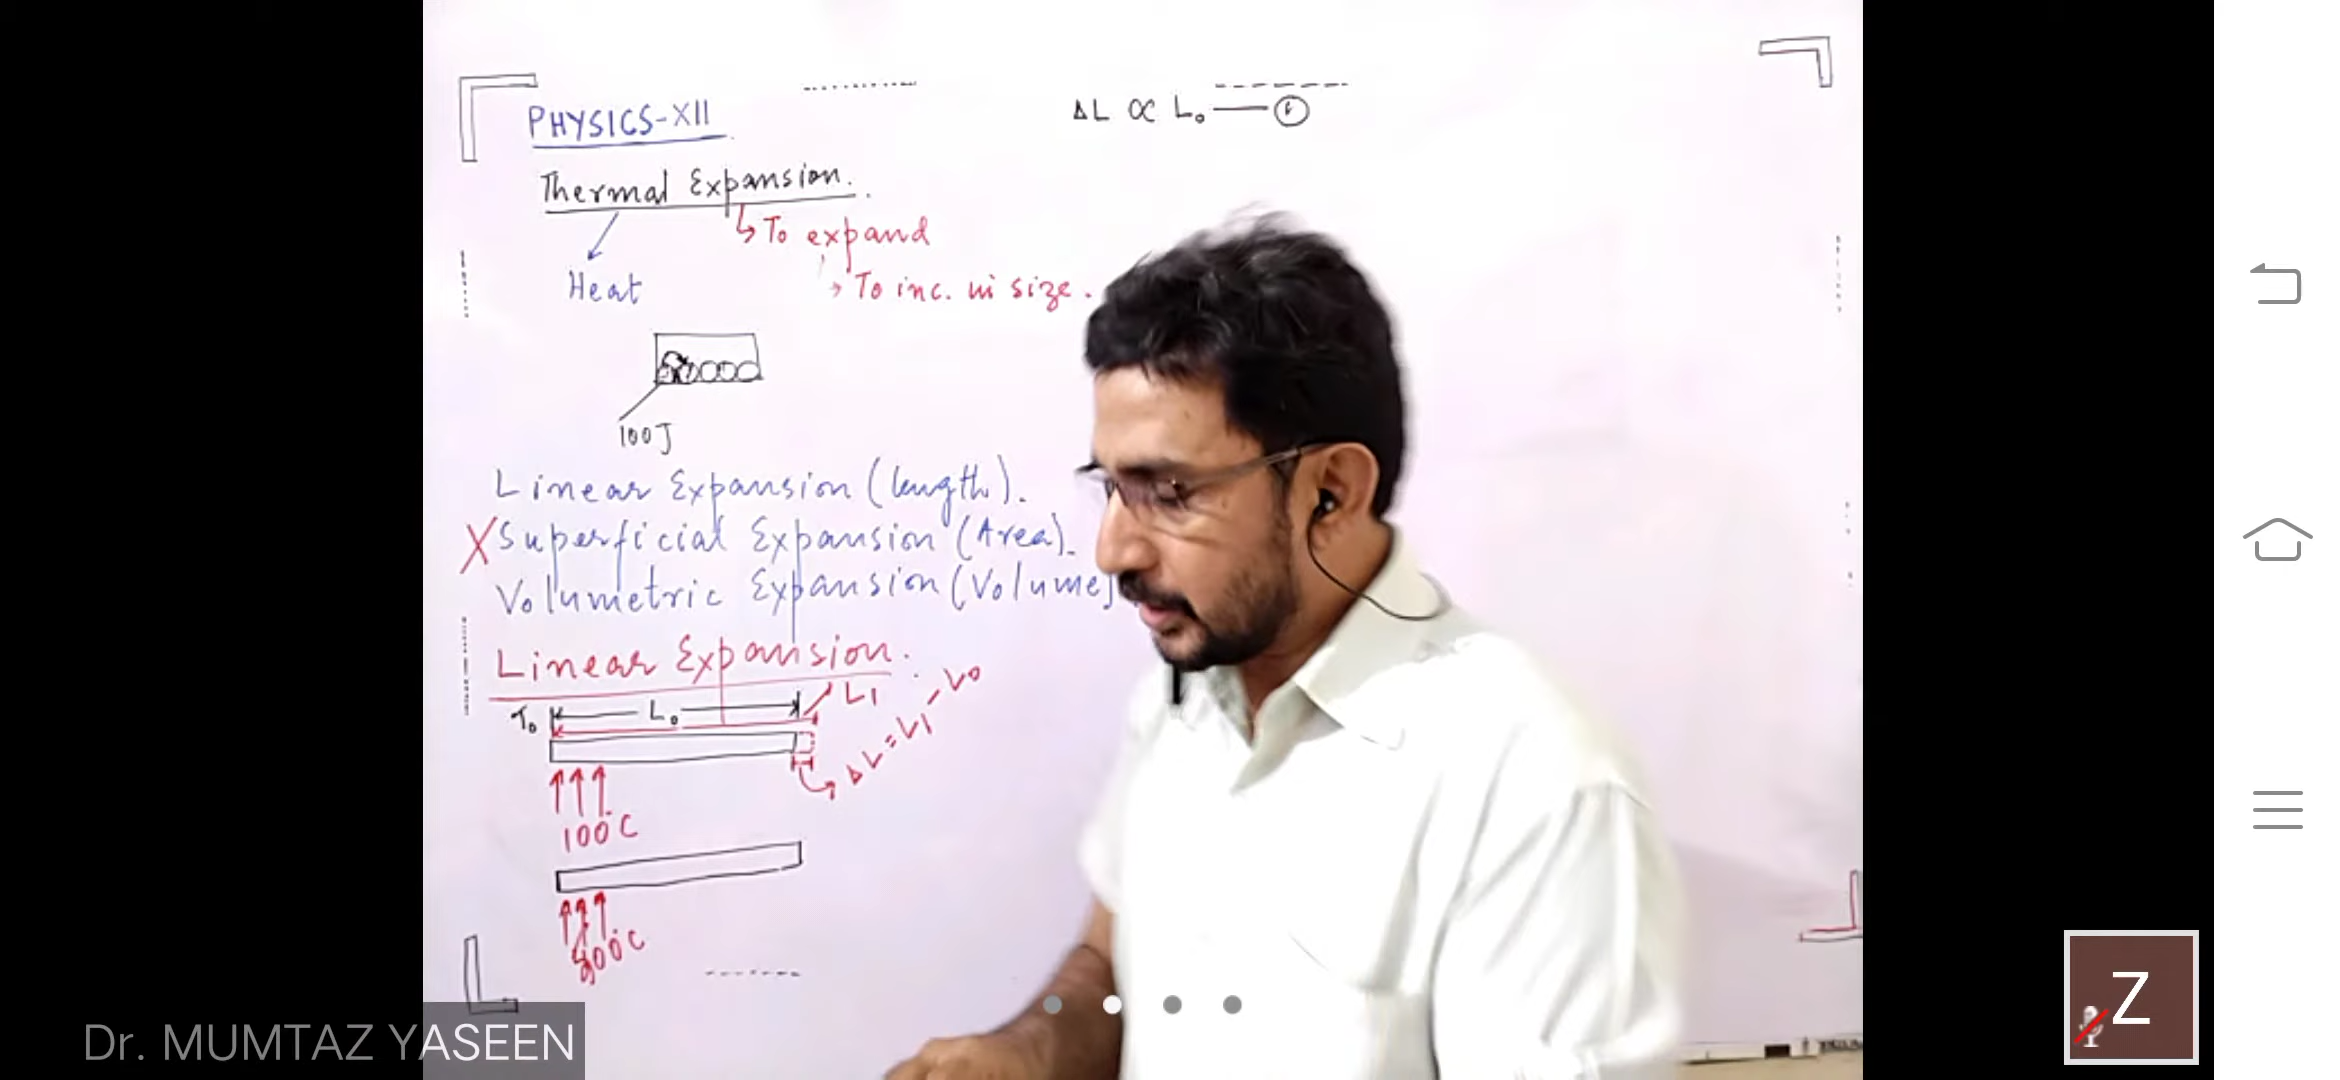 PHYSICS-XII
ΔL ∝ L₀ —
Thermal Expansion.
↳ To expand
Heat
→ To inc. in size.
100J
Linear Expansion (length).
X Superficial Expansion (Area).
Volumetric Expansion (Volume)
Linear Expansion.
T₀ L₀ L1
ΔL = L1 - L0
100°C
00°C
Dr. MUMTAZ YASEEN
Z